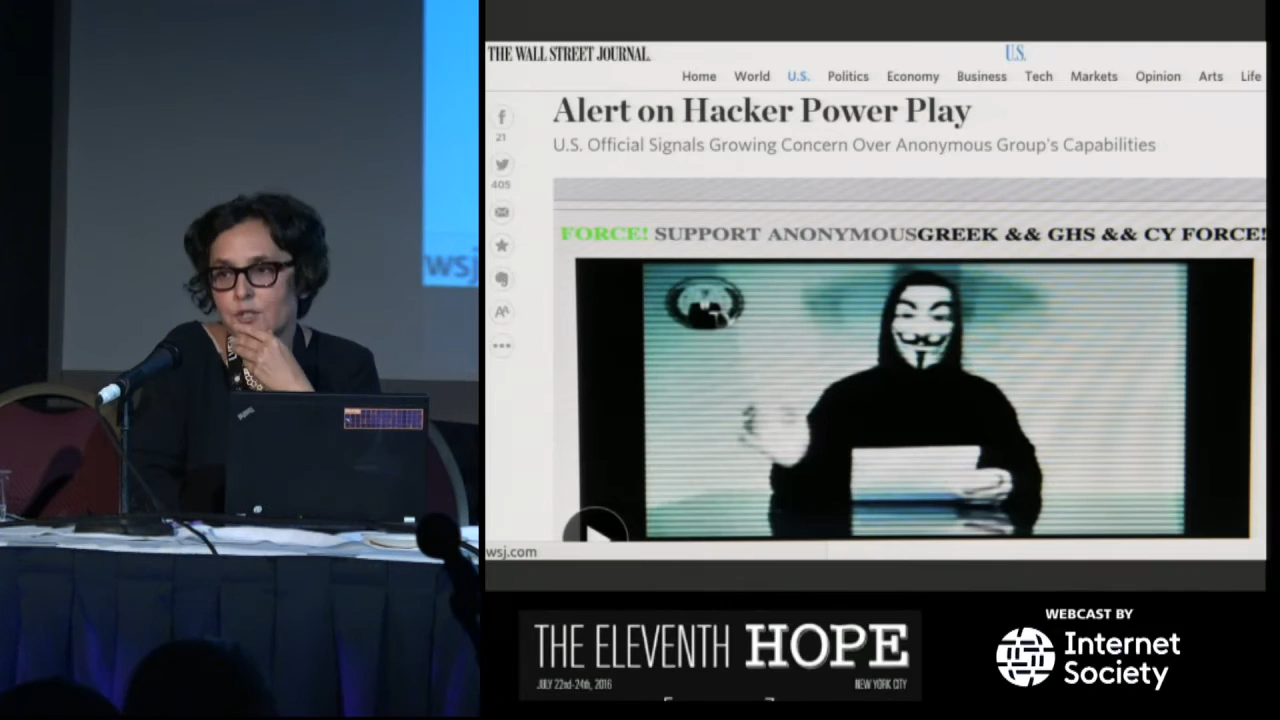 wsj
THE WALL STREET JOURNAL.
U.S.
Home World U.S. Politics Economy Business Tech Markets Opinion Arts Life
Alert on Hacker Power Play
U.S. Official Signals Growing Concern Over Anonymous Group's Capabilities
21
405
AA
FORCE! SUPPORT ANONYMOUSGREEK && GHS && CY FORCE!
wsj.com
THE ELEVENTH HOPE
JULY 22nd-24th, 2016 NEW YORK CITY
WEBCAST BY
Internet
Society